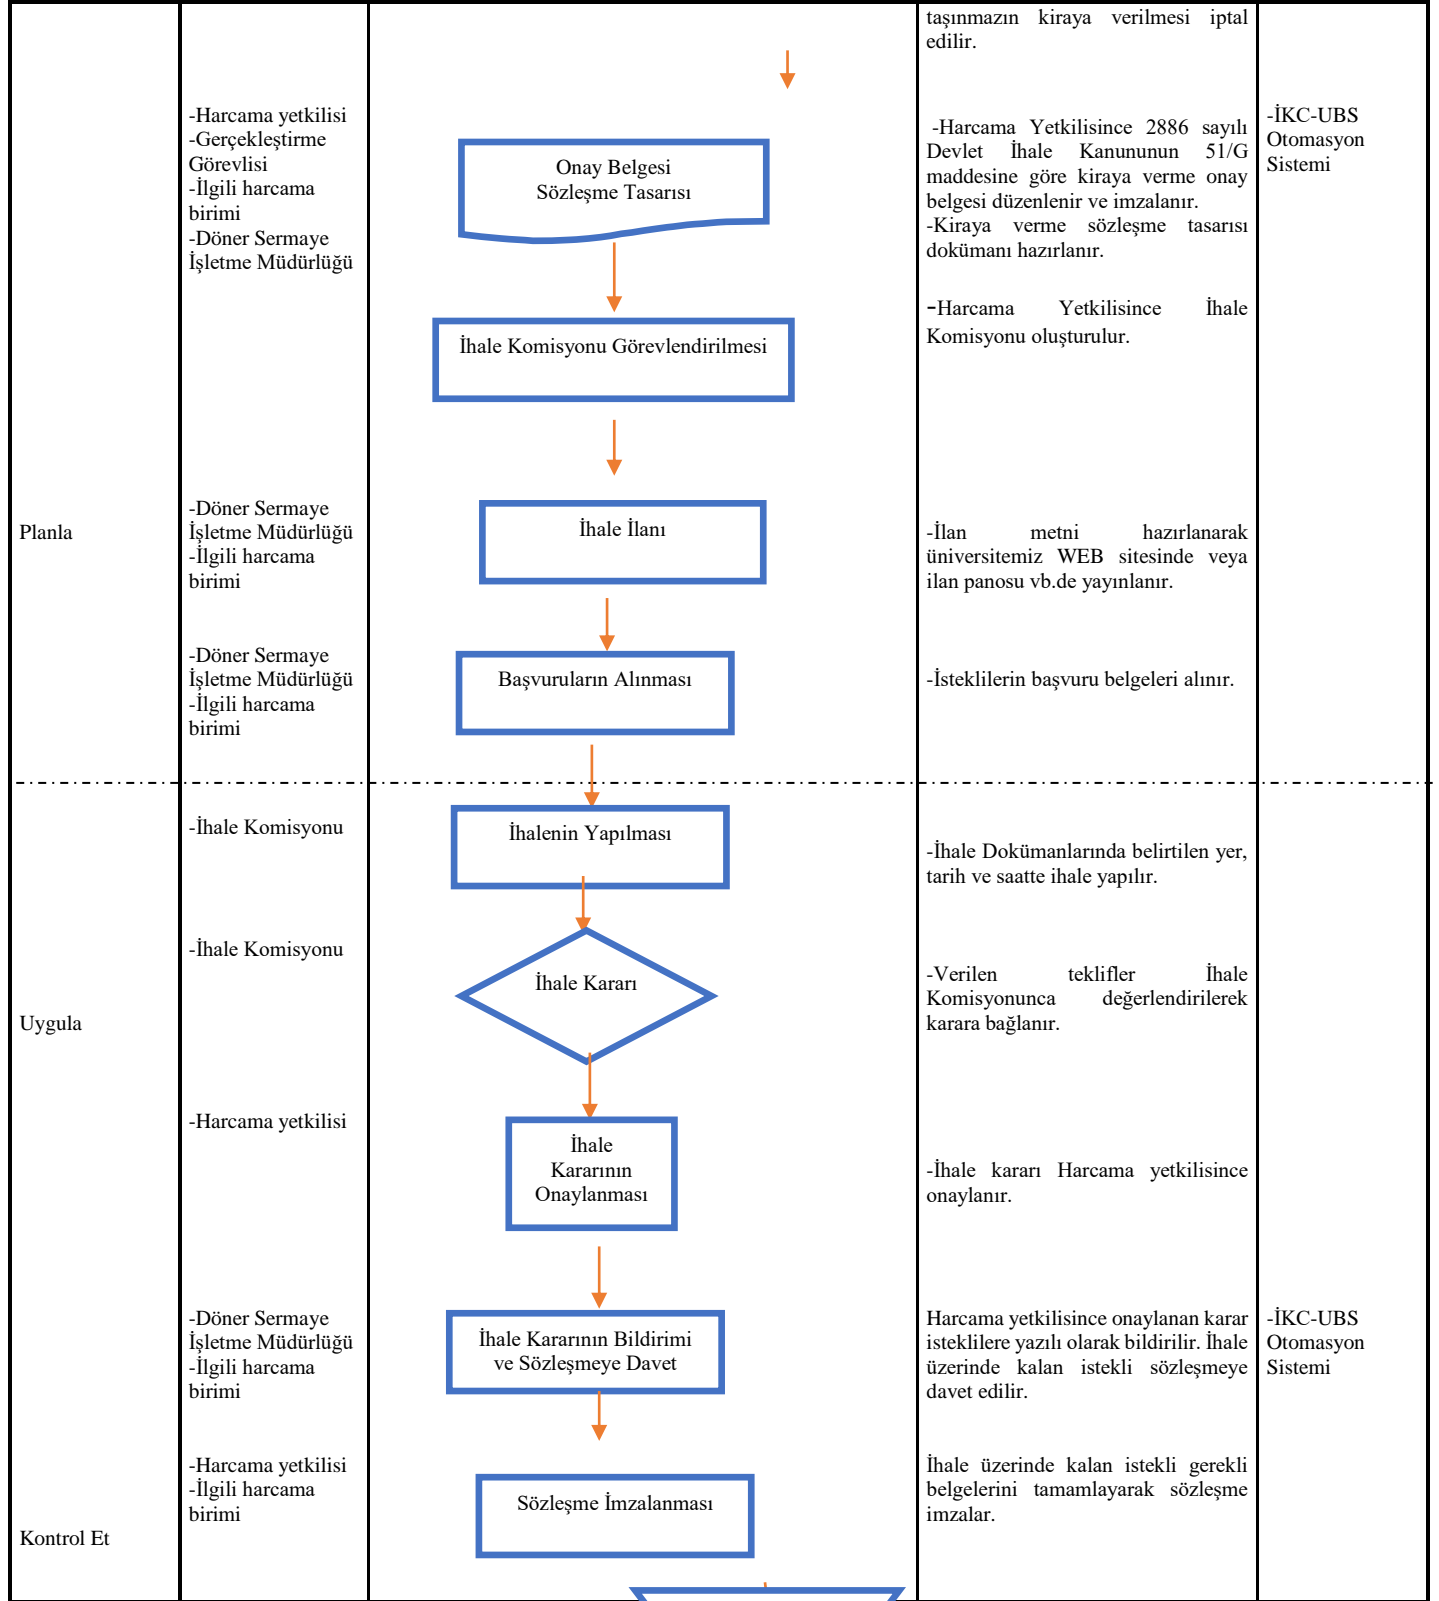 taşınmazın kiraya verilmesi iptal
edilir.
-Harcama yetkilisi
-Gerçekleştirme
Görevlisi
-İlgili harcama
birimi
-Döner Sermaye
İşletme Müdürlüğü
Onay Belgesi
Sözleşme Tasarısı
-Harcama Yetkilisince 2886 sayılı
Devlet İhale Kanununun 51/G
maddesine göre kiraya verme onay
belgesi düzenlenir ve imzalanır.
-Kiraya verme sözleşme tasarısı
dokümanı hazırlanır.
-İKC-UBS
Otomasyon
Sistemi
İhale Komisyonu Görevlendirilmesi
-Harcama Yetkilisince İhale
Komisyonu oluşturulur.
Planla
-Döner Sermaye
İşletme Müdürlüğü
-İlgili harcama
birimi
İhale İlanı
-İlan metni hazırlanarak
üniversitemiz WEB sitesinde veya
ilan panosu vb.de yayınlanır.
-Döner Sermaye
İşletme Müdürlüğü
-İlgili harcama
birimi
Başvuruların Alınması
-İsteklilerin başvuru belgeleri alınır.
-İhale Komisyonu
İhalenin Yapılması
-İhale Dokümanlarında belirtilen yer,
tarih ve saatte ihale yapılır.
Uygula
-İhale Komisyonu
İhale Kararı
-Verilen teklifler İhale
Komisyonunca değerlendirilerek
karara bağlanır.
-Harcama yetkilisi
İhale
Kararının
Onaylanması
-İhale kararı Harcama yetkilisince
onaylanır.
-Döner Sermaye
İşletme Müdürlüğü
-İlgili harcama
birimi
İhale Kararının Bildirimi
ve Sözleşmeye Davet
Harcama yetkilisince onaylanan karar
isteklilere yazılı olarak bildirilir. İhale
üzerinde kalan istekli sözleşmeye
davet edilir.
-İKC-UBS
Otomasyon
Sistemi
Kontrol Et
-Harcama yetkilisi
-İlgili harcama
birimi
Sözleşme İmzalanması
İhale üzerinde kalan istekli gerekli
belgelerini tamamlayarak sözleşme
imzalar.